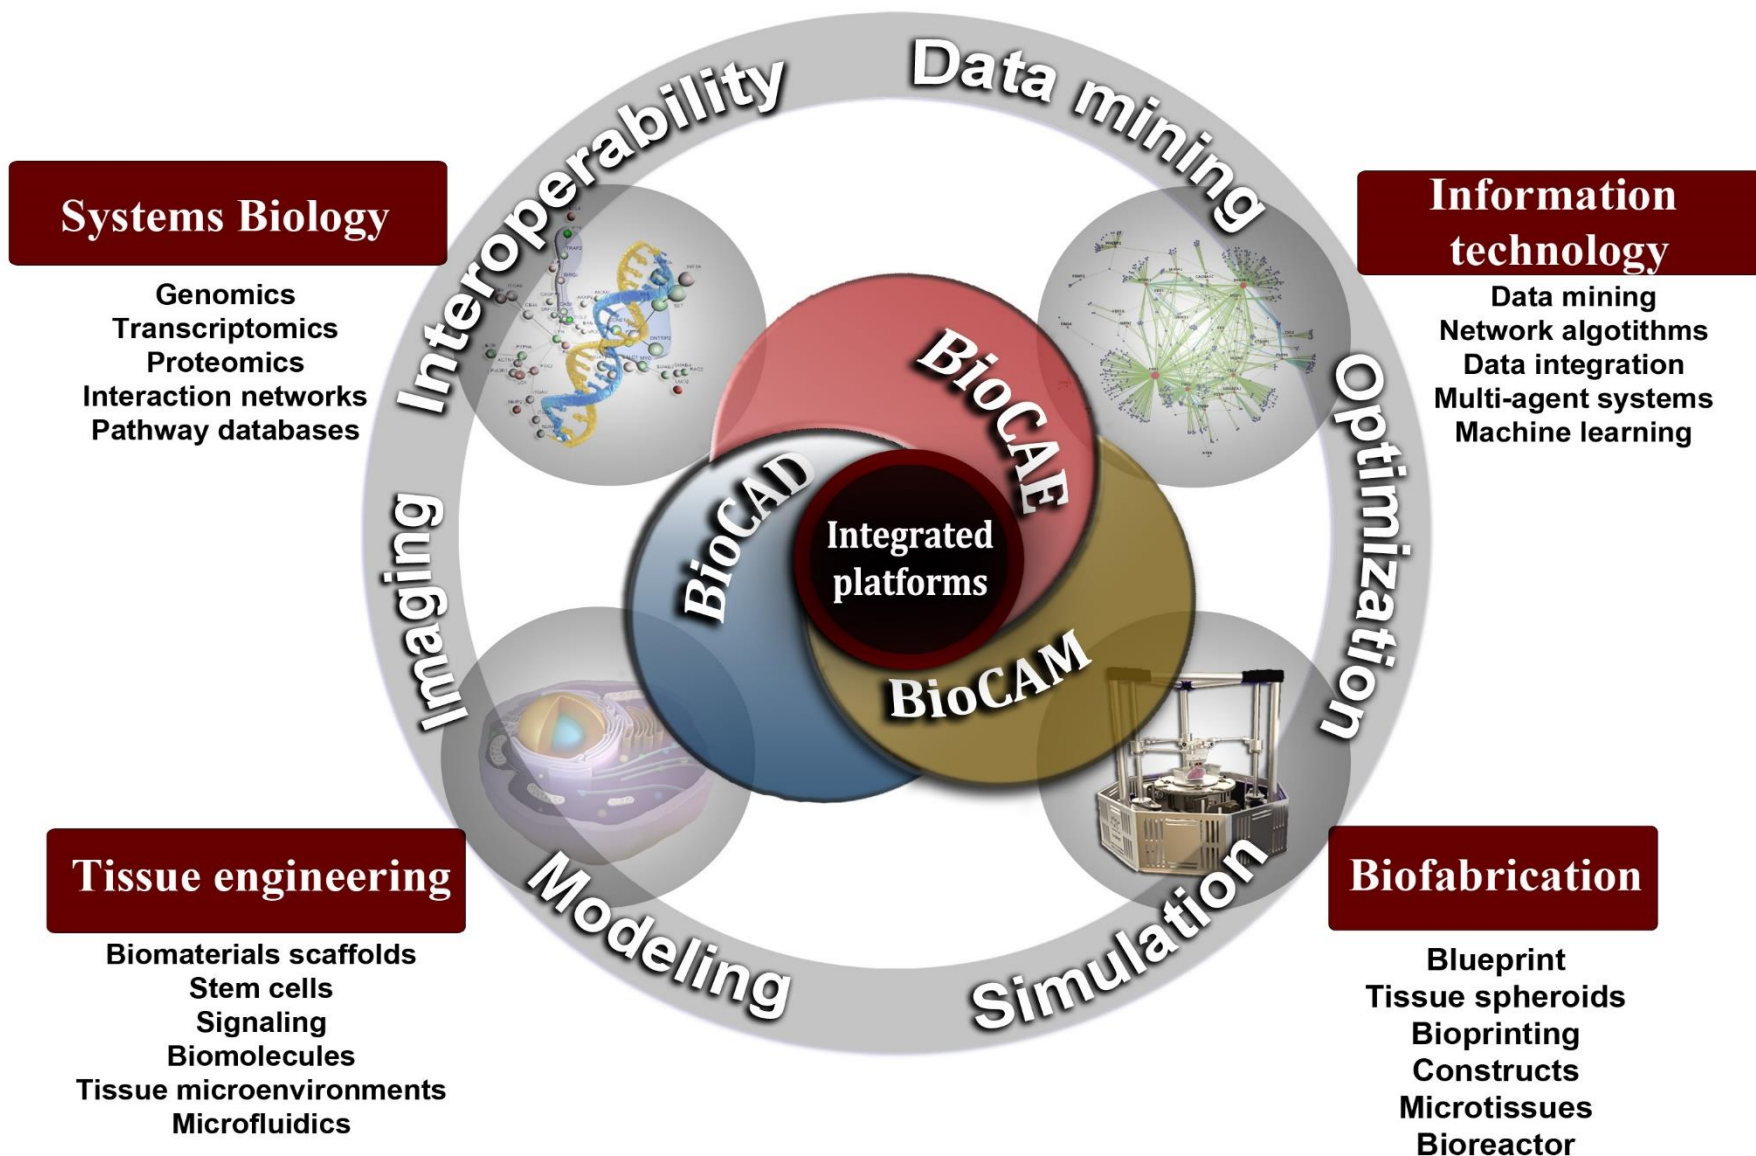 Interoperability
Data mining
Systems Biology
Genomics
Transcriptomics
Proteomics
Interaction networks
Pathway databases
Information
technology
Data mining
Network algotithms
Data integration
Multi-agent systems
Machine learning
Optimization
BioCAE
BioCAD
Integrated
platforms
BioCAM
Imaging
Modeling
Simulation
Tissue engineering
Biomaterials scaffolds
Stem cells
Signaling
Biomolecules
Tissue microenvironments
Microfluidics
Biofabrication
Blueprint
Tissue spheroids
Bioprinting
Constructs
Microtissues
Bioreactor